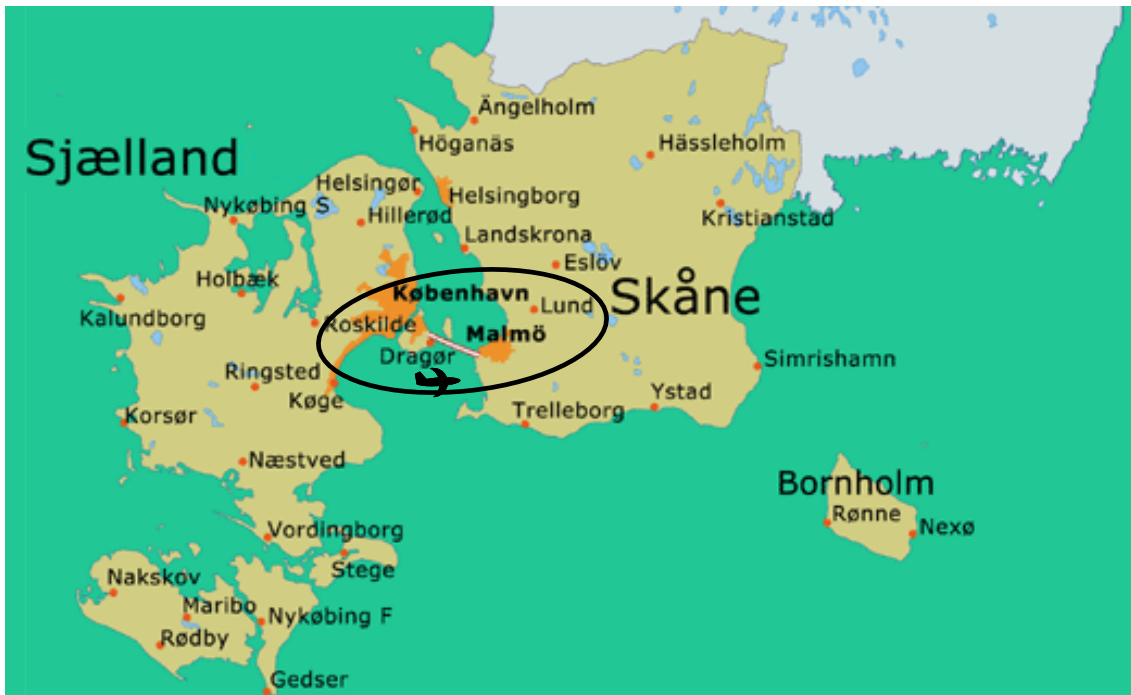 Ängelholm
Höganäs
Hässleholm
Sjælland
Helsingør
Helsingborg
Nykøbing S
Hillerød
Kristianstad
Landskrona
Eslöv
Holbæk
København
Skåne
Kalundborg
Lund
Roskilde
Malmö
Dragør
Simrishamn
Ringsted
Køge
Ystad
Korsør
Trelleborg
Næstved
Bornholm
Rønne
Nexø
Vordingborg
Stege
Nakskov
Maribo
Nykøbing F
Rødby
Gedser